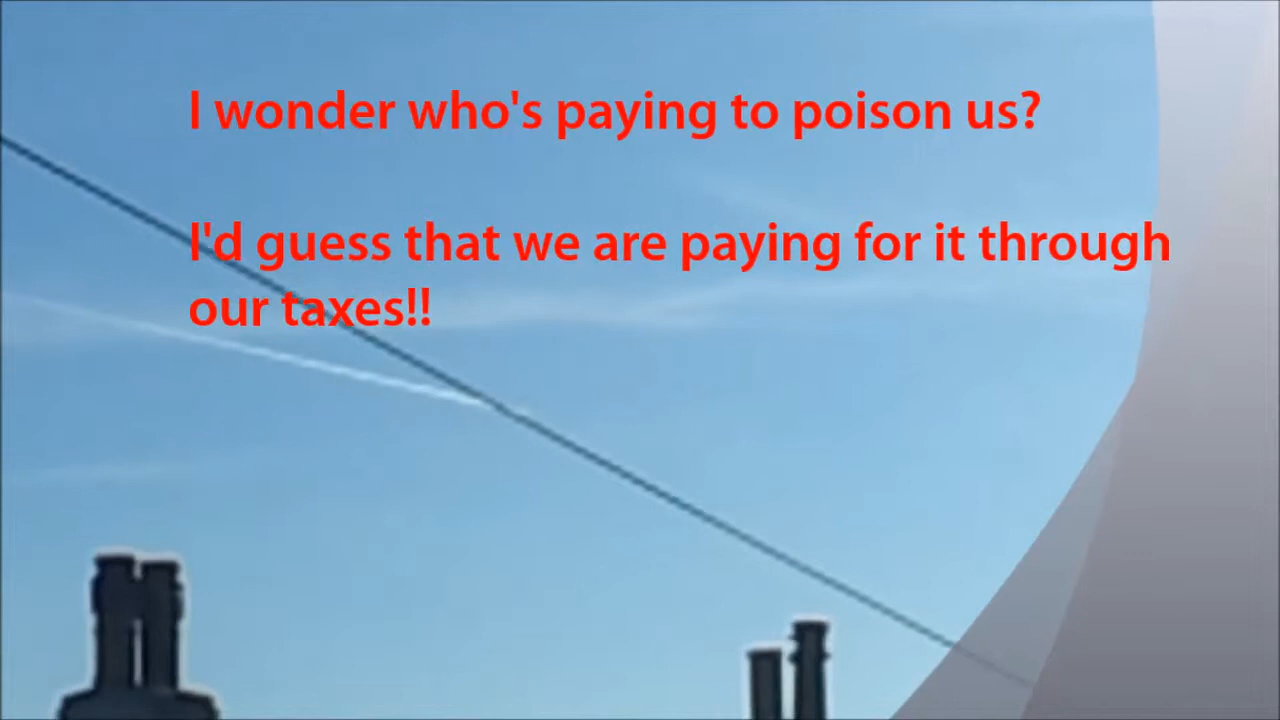 I wonder who's paying to poison us?
I'd guess that we are paying for it through
our taxes!!